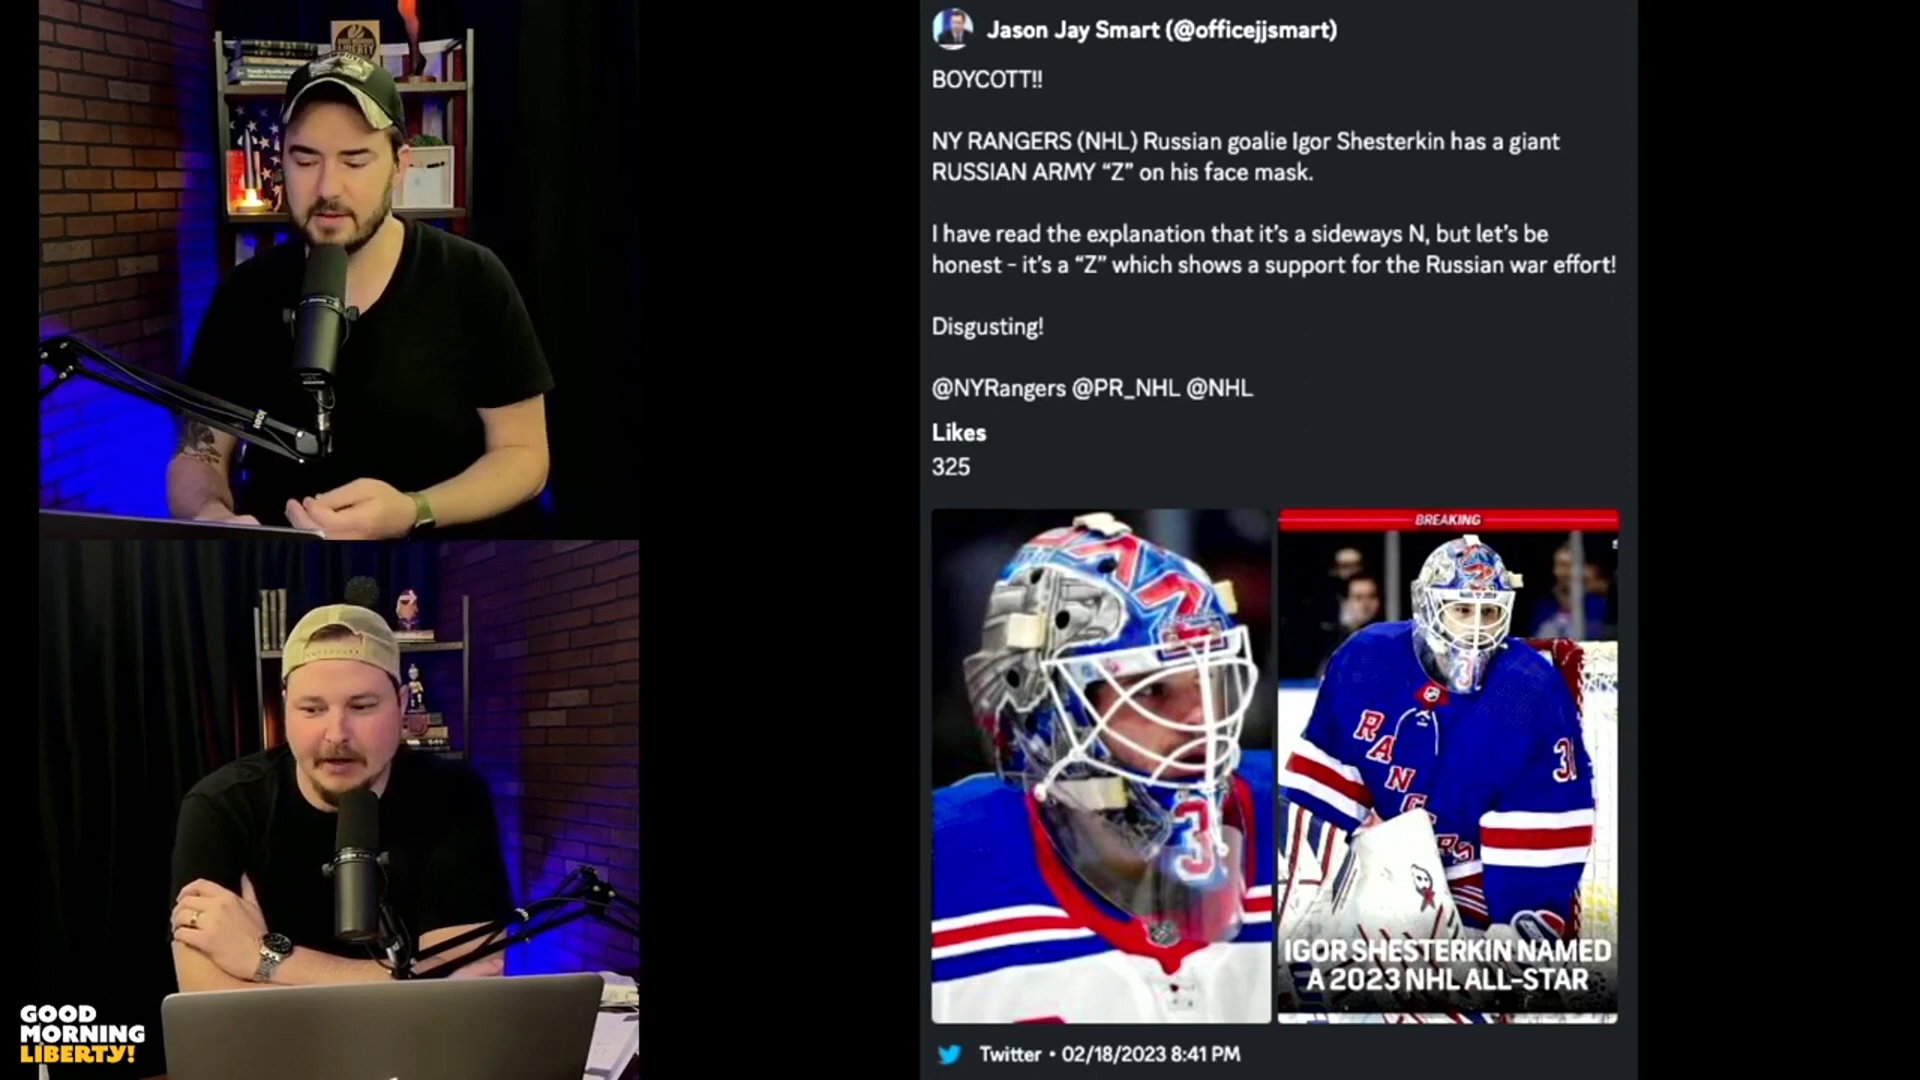 Jason Jay Smart (@officejjsmart)
BOYCOTT!!
NY RANGERS (NHL) Russian goalie Igor Shesterkin has a giant
RUSSIAN ARMY “Z” on his face mask.
I have read the explanation that it’s a sideways N, but let’s be
honest - it’s a “Z” which shows a support for the Russian war effort!
Disgusting!
@NYRangers @PR_NHL @NHL
Likes
325
BREAKING
RANGERS
31
IGOR SHESTERKIN NAMED
A 2023 NHL ALL-STAR
Twitter • 02/18/2023 8:41 PM
GOOD
MORNING
LIBERTY!